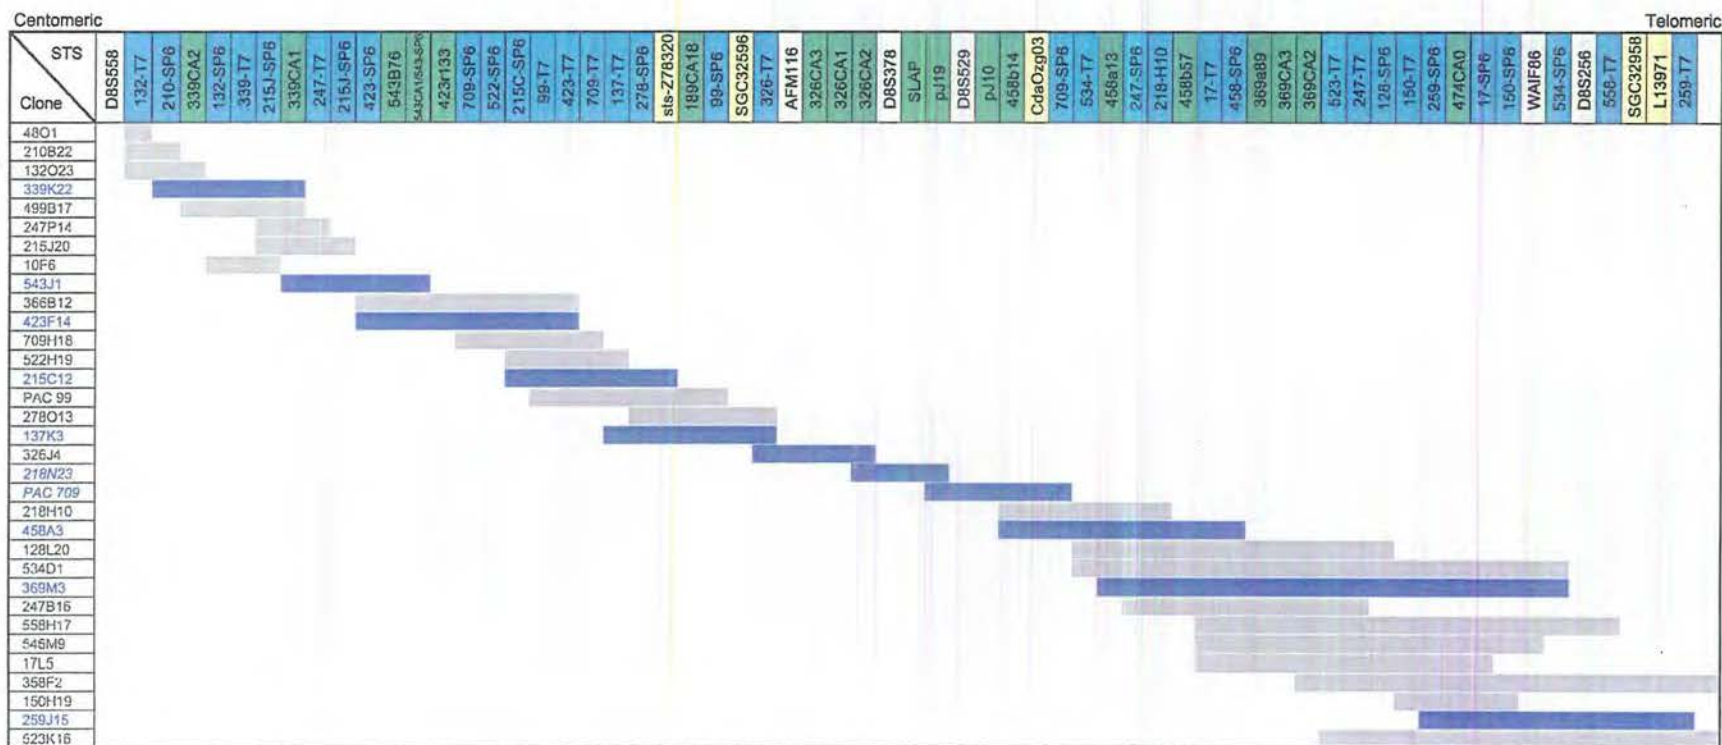 Centomeric
Telomeric
STS
Clone
D8S558
132-T7
210-SP6
339CA2
132-SP6
339-T7
215J-SP6
339CA1
247-T7
215J-SP6
423-SP6
543B76
543CA1/543-SP6
423r133
709-SP6
522-SP6
215C-SP6
99-T7
423-T7
709-T7
137-T7
278-SP6
sts-Z78320
189CA18
99-SP6
SGC32596
326-T7
AFM116
326CA3
326CA1
326CA2
D8S378
SLAP
pJ19
D8S529
pJ10
458b14
CdaOzg03
709-SP6
534-T7
458a13
247-SP6
218-H10
458b57
17-T7
458-SP6
369a89
369CA3
369CA2
523-T7
247-T7
128-SP6
150-T7
259-SP6
474CA0
17-SP6
150-SP6
WAIF86
534-SP6
D8S256
558-T7
SGC32958
L13971
259-T7
48O1
210B22
132O23
339K22
499B17
247P14
215J20
10F6
543J1
366B12
423F14
709H18
522H19
215C12
PAC 99
278O13
137K3
326J4
218N23
PAC 709
218H10
458A3
128L20
534D1
369M3
247B16
558H17
546M9
17L5
358F2
150H19
259J15
523K16